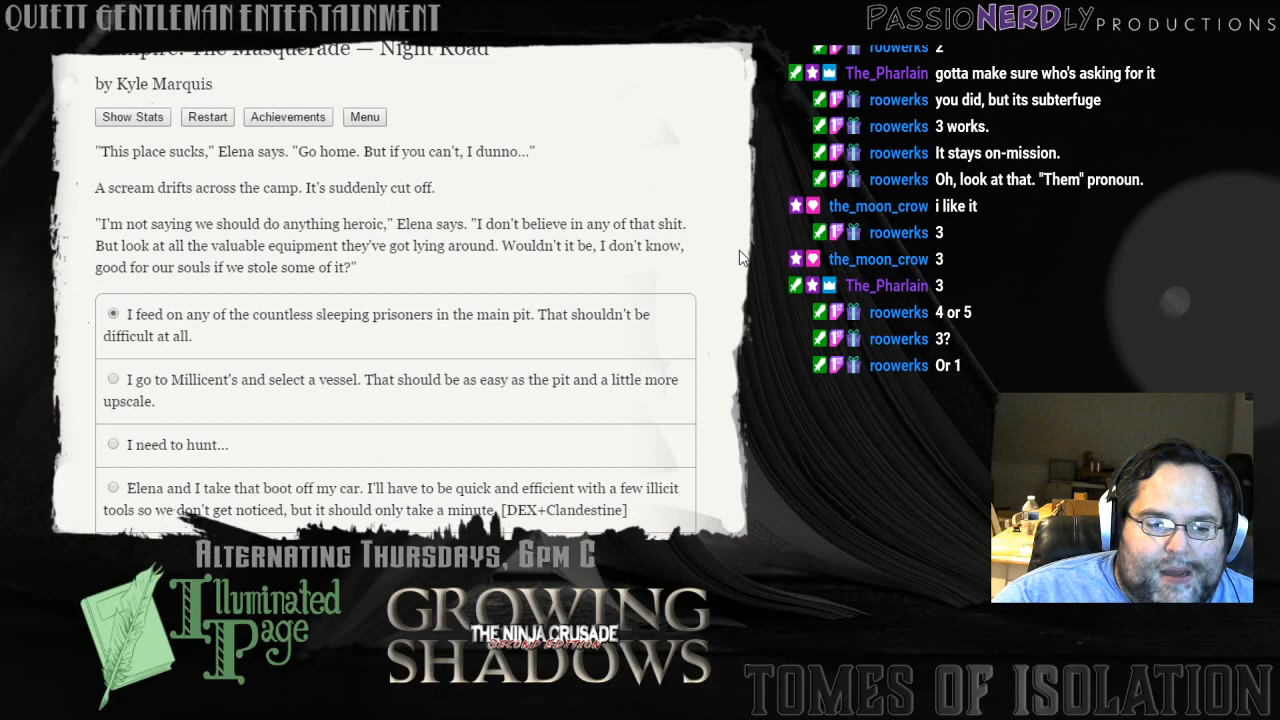 QUIETT GENTLEMAN ENTERTAINMENT
PASSIONERDLY PRODUCTIONS
Vampire: The Masquerade — Night Road
by Kyle Marquis
Show Stats Restart Achievements Menu
"This place sucks," Elena says. "Go home. But if you can't, I dunno..."
A scream drifts across the camp. It's suddenly cut off.
"I'm not saying we should do anything heroic," Elena says. "I don't believe in any of that shit.
But look at all the valuable equipment they've got lying around. Wouldn't it be, I don't know,
good for our souls if we stole some of it?"
I feed on any of the countless sleeping prisoners in the main pit. That shouldn't be
difficult at all.
I go to Millicent's and select a vessel. That should be as easy as the pit and a little more
upscale.
I need to hunt...
Elena and I take that boot off my car. I'll have to be quick and efficient with a few illicit
tools so we don't get noticed, but it should only take a minute. [DEX+Clandestine]
roowerks 2
The_Pharlain gotta make sure who's asking for it
roowerks you did, but its subterfuge
roowerks 3 works.
roowerks It stays on-mission.
roowerks Oh, look at that. "Them" pronoun.
the_moon_crow i like it
roowerks 3
the_moon_crow 3
The_Pharlain 3
roowerks 4 or 5
roowerks 3?
roowerks Or 1
ALTERNATING THURSDAYS, 6PM C
ILLUMINATED
PAGE
GROWING
THE NINJA CRUSADE
SECOND EDITION
SHADOWS
TOMES OF ISOLATION